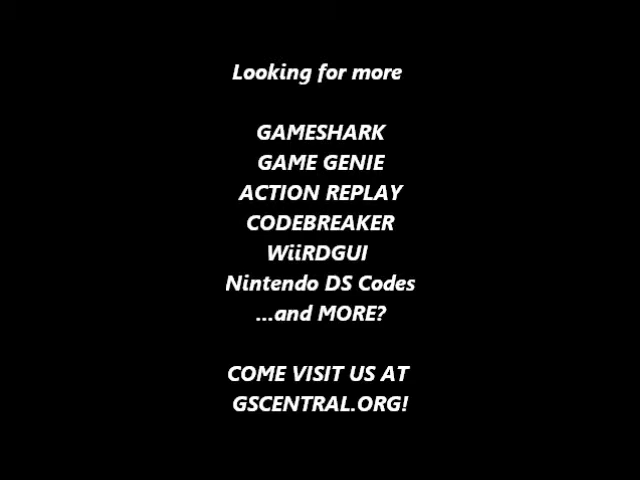 Looking for more
GAMESHARK
GAME GENIE
ACTION REPLAY
CODEBREAKER
WiiRDGUI
Nintendo DS Codes
...and MORE?
COME VISIT US AT
GSCENTRAL.ORG!